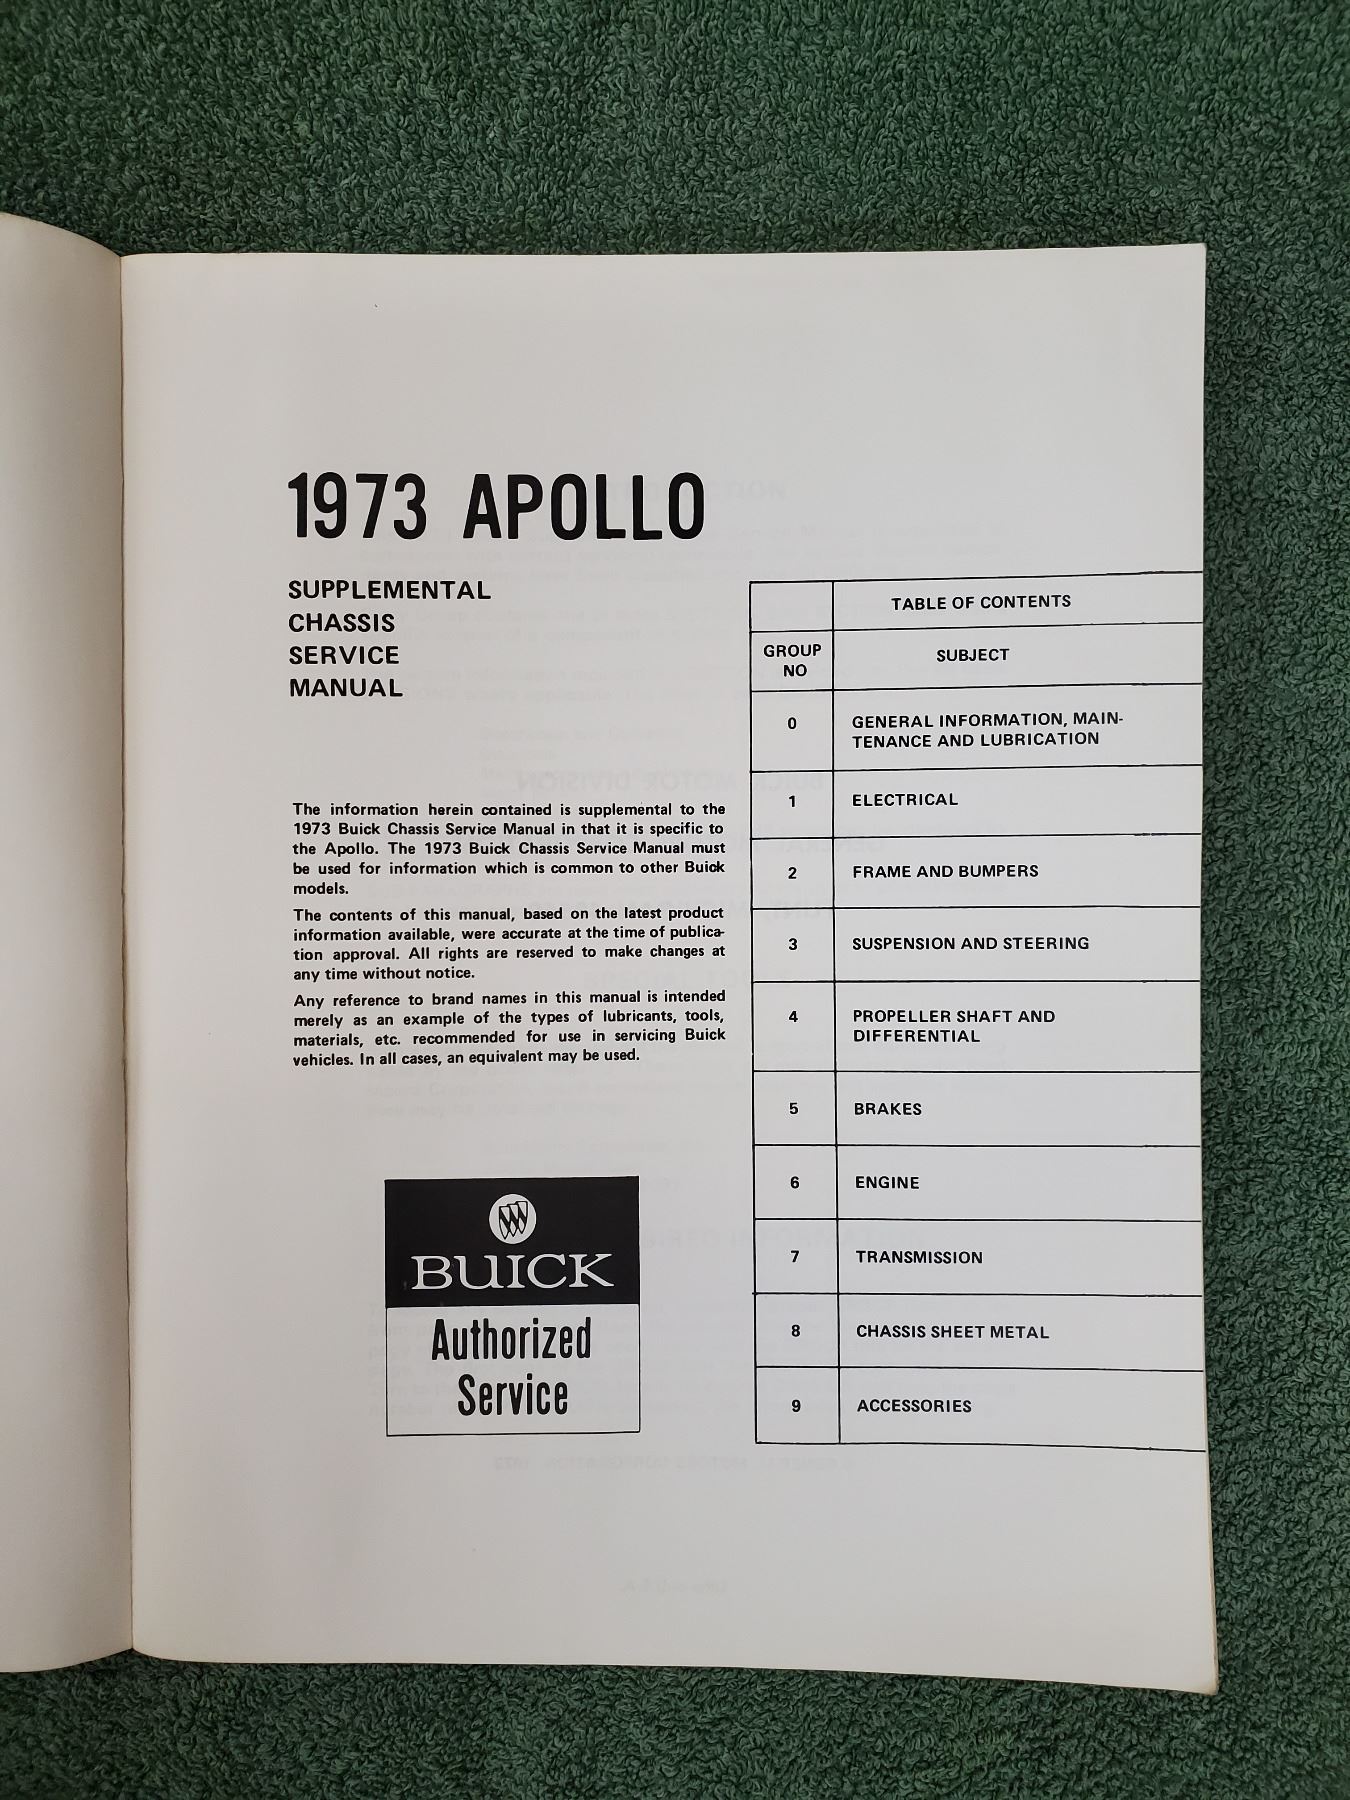 1973 APOLLO
SUPPLEMENTAL
CHASSIS
SERVICE
MANUAL
The information herein contained is supplemental to the
1973 Buick Chassis Service Manual in that it is specific to
the Apollo. The 1973 Buick Chassis Service Manual must
be used for information which is common to other Buick
models.
The contents of this manual, based on the latest product
information available, were accurate at the time of publica-
tion approval. All rights are reserved to make changes at
any time without notice.
Any reference to brand names in this manual is intended
merely as an example of the types of lubricants, tools,
materials, etc. recommended for use in servicing Buick
vehicles. In all cases, an equivalent may be used.
BUICK
Authorized
Service
TABLE OF CONTENTS
GROUP
NO
SUBJECT
0
GENERAL INFORMATION, MAIN-
TENANCE AND LUBRICATION
1
ELECTRICAL
2
FRAME AND BUMPERS
3
SUSPENSION AND STEERING
4
PROPELLER SHAFT AND
DIFFERENTIAL
5
BRAKES
6
ENGINE
7
TRANSMISSION
8
CHASSIS SHEET METAL
9
ACCESSORIES